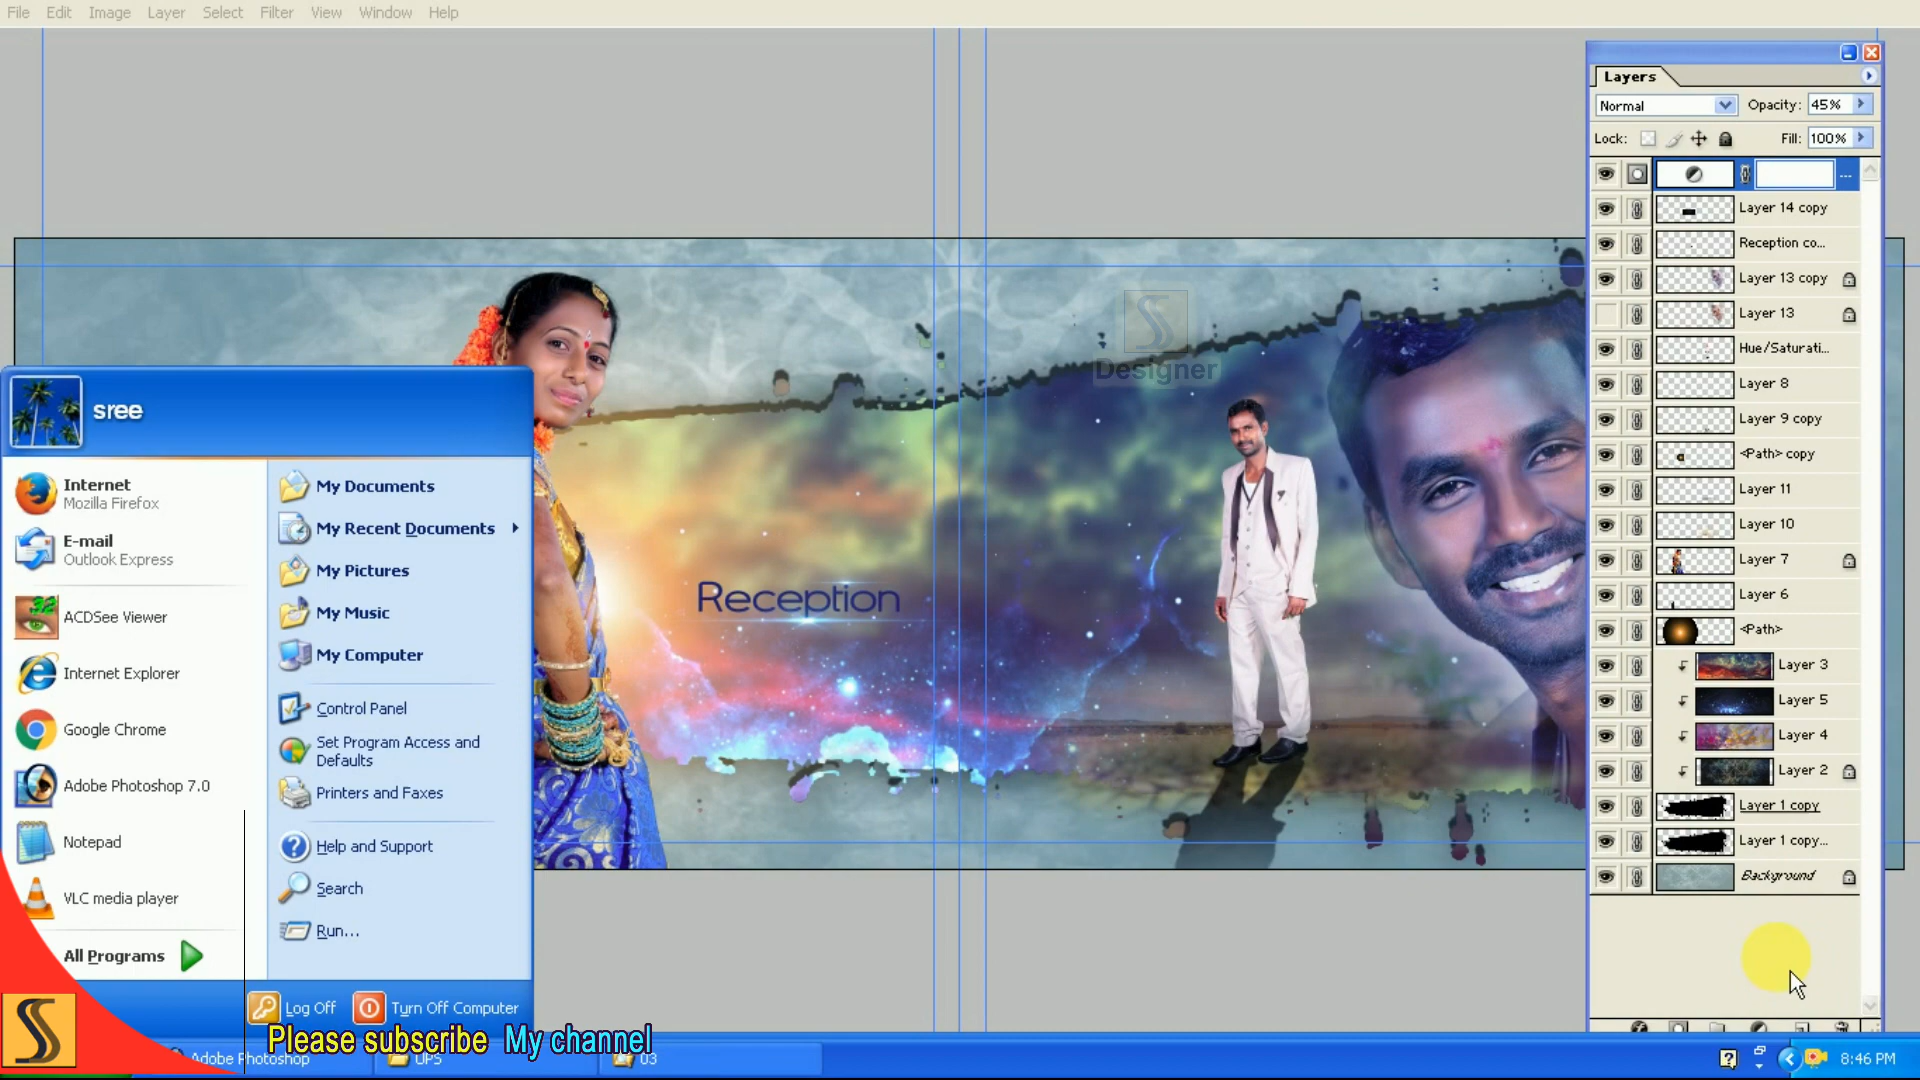 File Edit Image Layer Select Filter View Window Help
Layers
Normal Opacity: 45%
Lock: Fill: 100%
...
Layer 14 copy
Reception co...
Layer 13 copy
Layer 13
Hue/Saturati...
Layer 8
Layer 9 copy
<Path> copy
Layer 11
Layer 10
Layer 7
Layer 6
<Path>
Layer 3
Layer 5
Layer 4
Layer 2
Layer 1 copy
Layer 1 copy...
Background
S
Designer
Reception
sree
Internet
Mozilla Firefox
E-mail
Outlook Express
ACDSee Viewer
Internet Explorer
Google Chrome
Adobe Photoshop 7.0
Notepad
VLC media player
All Programs
My Documents
My Recent Documents
My Pictures
My Music
My Computer
Control Panel
Set Program Access and
Defaults
Printers and Faxes
Help and Support
Search
Run...
Log Off Turn Off Computer
Please subscribe My channel
S
Adobe Photoshop UPS 03
8:46 PM